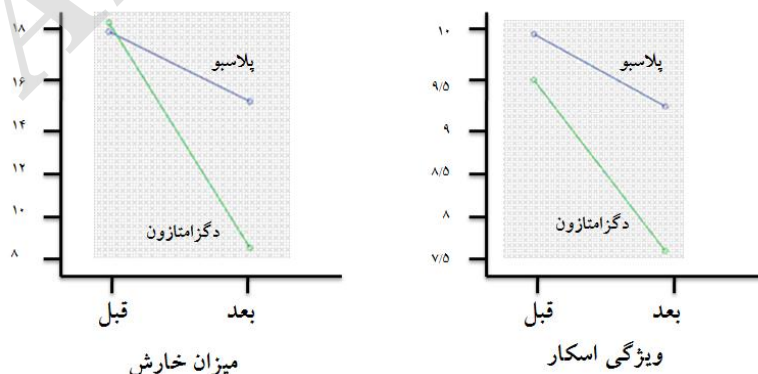 ۱۸
۱۶
۱۴
۱۲
۱۰
۸
پلاسبو
دگزامتازون
قبل
بعد
میزان خارش
۱۰
۹/۵
۹
۸/۵
۸
۷/۵
پلاسبو
دگزامتازون
قبل
بعد
ویژگی اسکار